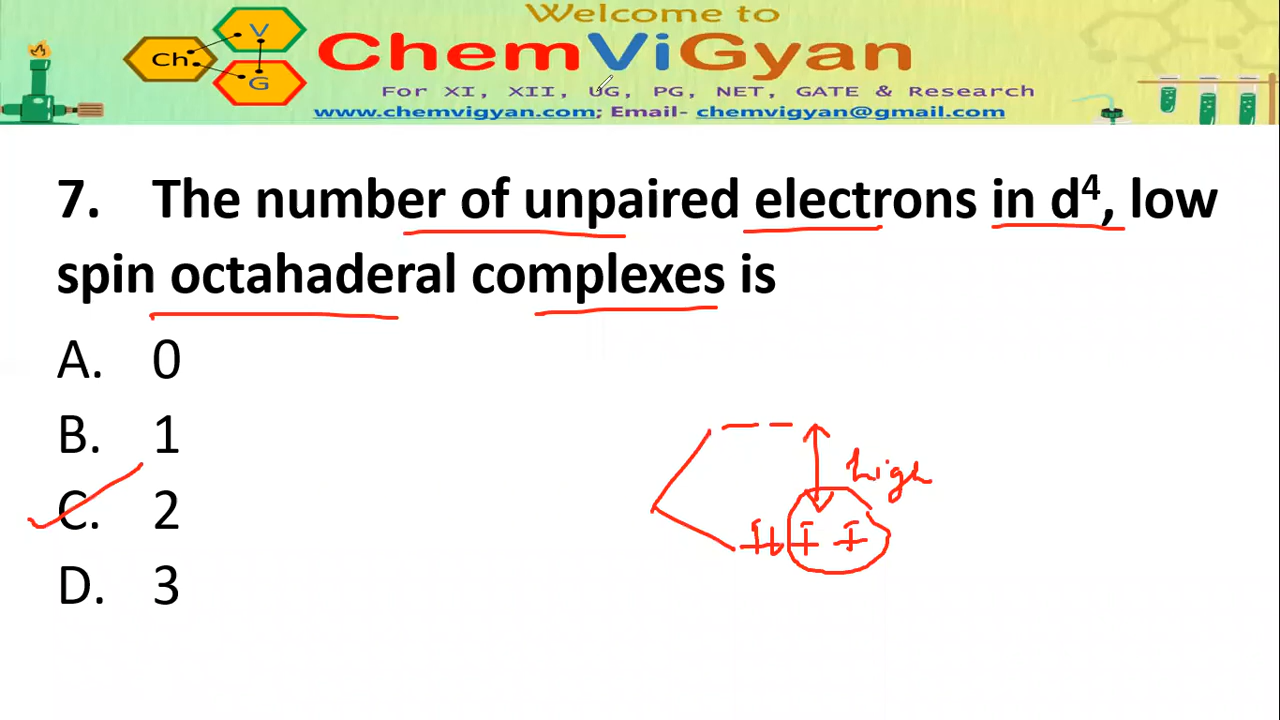 Welcome to
Ch
V
G
ChemViGyan
For XI, XII, UG, PG, NET, GATE & Research
www.chemvigyan.com; Email- chemvigyan@gmail.com
7. The number of unpaired electrons in d⁴, low
spin octahaderal complexes is
A. 0
B. 1
C. 2
D. 3
high